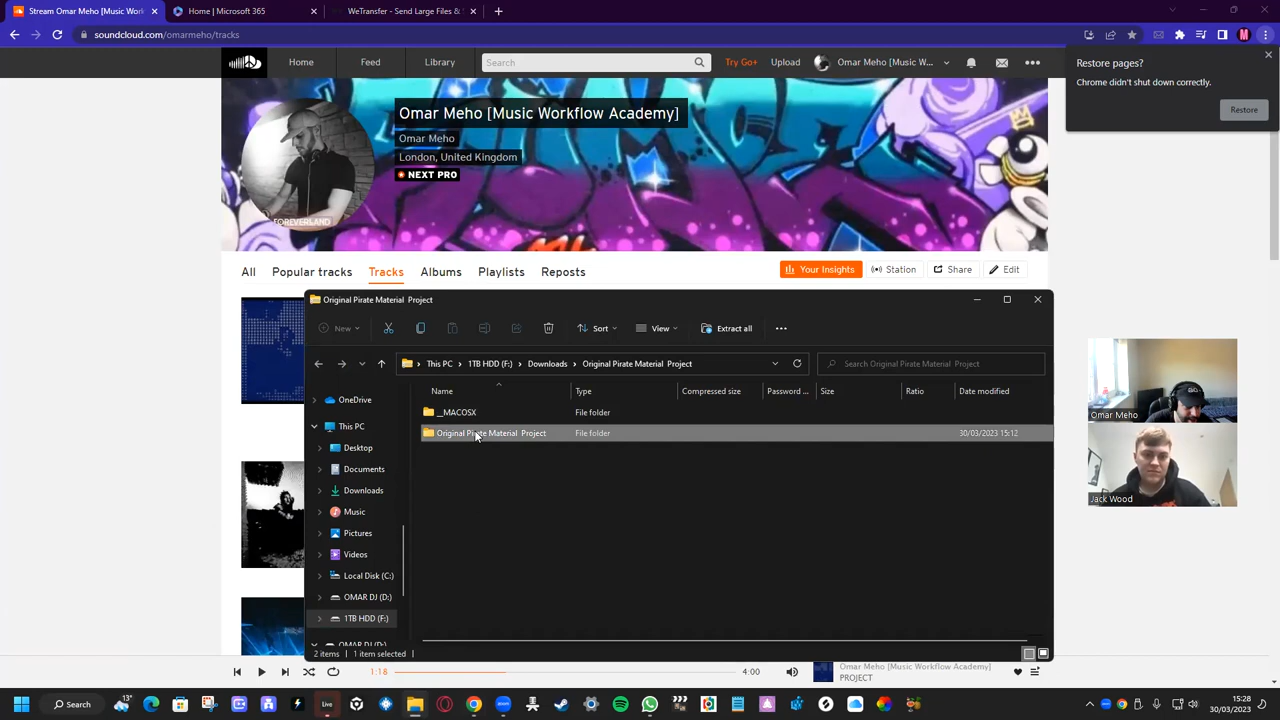 Stream Omar Meho [Music Work
Home | Microsoft 365
WeTransfer - Send Large Files & S
soundcloud.com/omarmeho/tracks
Home
Feed
Library
Search
Try Go+
Upload
Omar Meho [Music W...
Restore pages?
Chrome didn't shut down correctly.
Restore
Omar Meho [Music Workflow Academy]
Omar Meho
London, United Kingdom
NEXT PRO
FOREVERLAND
All
Popular tracks
Tracks
Albums
Playlists
Reposts
Your Insights
Station
Share
Edit
Original Pirate Material Project
New
Sort
View
Extract all
This PC > 1TB HDD (F:) > Downloads > Original Pirate Material Project
Search Original Pirate Material Project
Name
Type
Compressed size
Password ...
Size
Ratio
Date modified
__MACOSX
File folder
Original Pirate Material Project
File folder
30/03/2023 15:12
OneDrive
This PC
Desktop
Documents
Downloads
Music
Pictures
Videos
Local Disk (C:)
OMAR DJ (D:)
1TB HDD (F:)
OMAR DJ (D:)
2 items
1 item selected
Omar Meho
Jack Wood
1:18
4:00
Omar Meho [Music Workflow Academy]
PROJECT
Search
13°
Live
15:28
30/03/2023